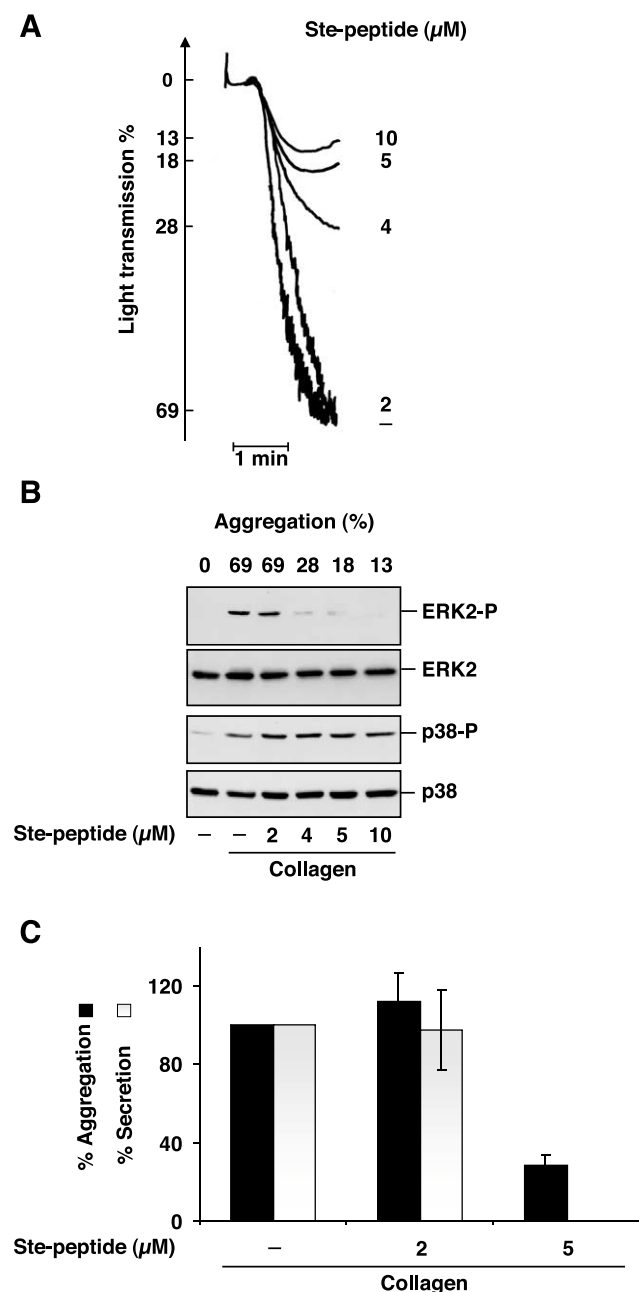 A
Ste-peptide (µM)
Light transmission %
0
13
18
28
69
10
5
4
2
–
1 min
B
Aggregation (%)
0 69 69 28 18 13
ERK2-P
ERK2
p38-P
p38
Ste-peptide (µM) – – 2 4 5 10
Collagen
C
% Aggregation
% Secretion
120
80
40
0
Ste-peptide (µM) – 2 5
Collagen